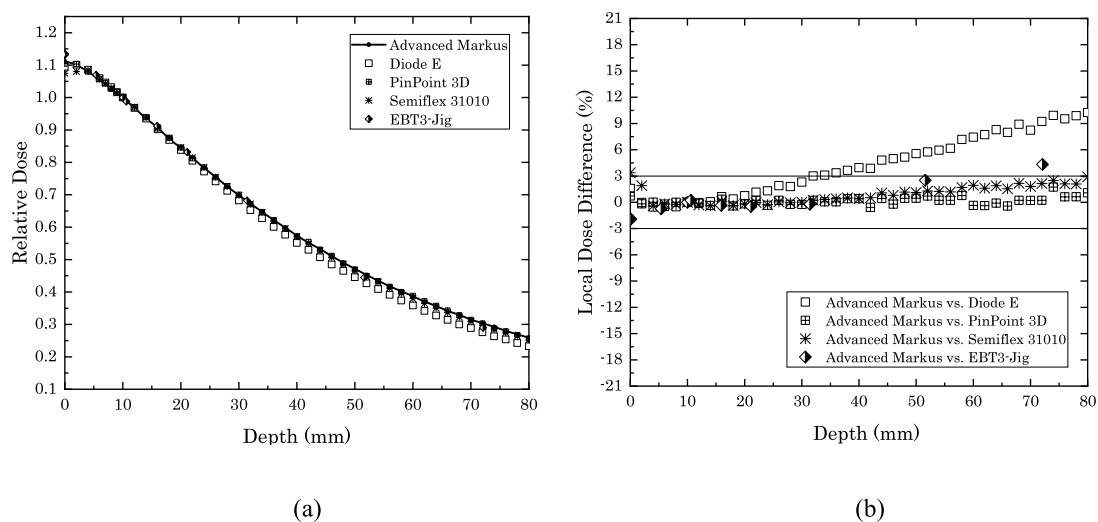 1.2
1.1
1.0
0.9
0.8
0.7
0.6
0.5
0.4
0.3
0.2
0.1
Relative Dose
0 10 20 30 40 50 60 70 80
Depth (mm)
Advanced Markus
Diode E
PinPoint 3D
Semiflex 31010
EBT3-Jig
(a)
21
18
15
12
9
6
3
0
-3
-6
-9
-12
-15
-18
-21
Local Dose Difference (%)
0 10 20 30 40 50 60 70 80
Depth (mm)
Advanced Markus vs. Diode E
Advanced Markus vs. PinPoint 3D
Advanced Markus vs. Semiflex 31010
Advanced Markus vs. EBT3-Jig
(b)